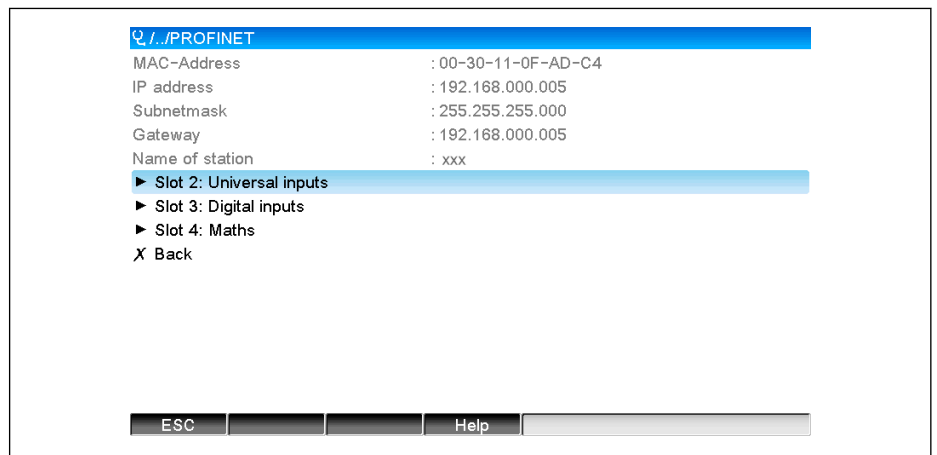 /../PROFINET
MAC-Address : 00-30-11-0F-AD-C4
IP address : 192.168.000.005
Subnetmask : 255.255.255.000
Gateway : 192.168.000.005
Name of station : xxx
► Slot 2: Universal inputs
► Slot 3: Digital inputs
► Slot 4: Maths
X Back
ESC Help